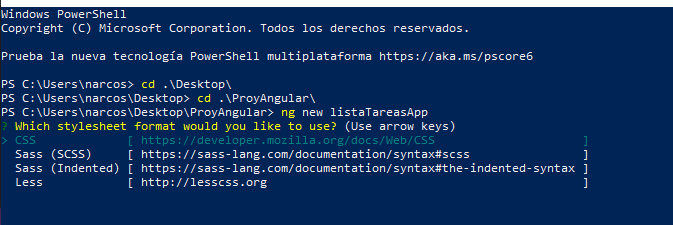 Windows PowerShell
Copyright (C) Microsoft Corporation. Todos los derechos reservados.
Prueba la nueva tecnología PowerShell multiplataforma https://aka.ms/pscore6
PS C:\Users\narcos> cd .\Desktop\
PS C:\Users\narcos\Desktop> cd .\ProyAngular\
PS C:\Users\narcos\Desktop\ProyAngular> ng new listaTareasApp
? Which stylesheet format would you like to use? (Use arrow keys)
> CSS             [ https://developer.mozilla.org/docs/Web/CSS                     ]
  Sass (SCSS)     [ https://sass-lang.com/documentation/syntax#scss                ]
  Sass (Indented) [ https://sass-lang.com/documentation/syntax#the-indented-syntax ]
  Less            [ http://lesscss.org                                             ]